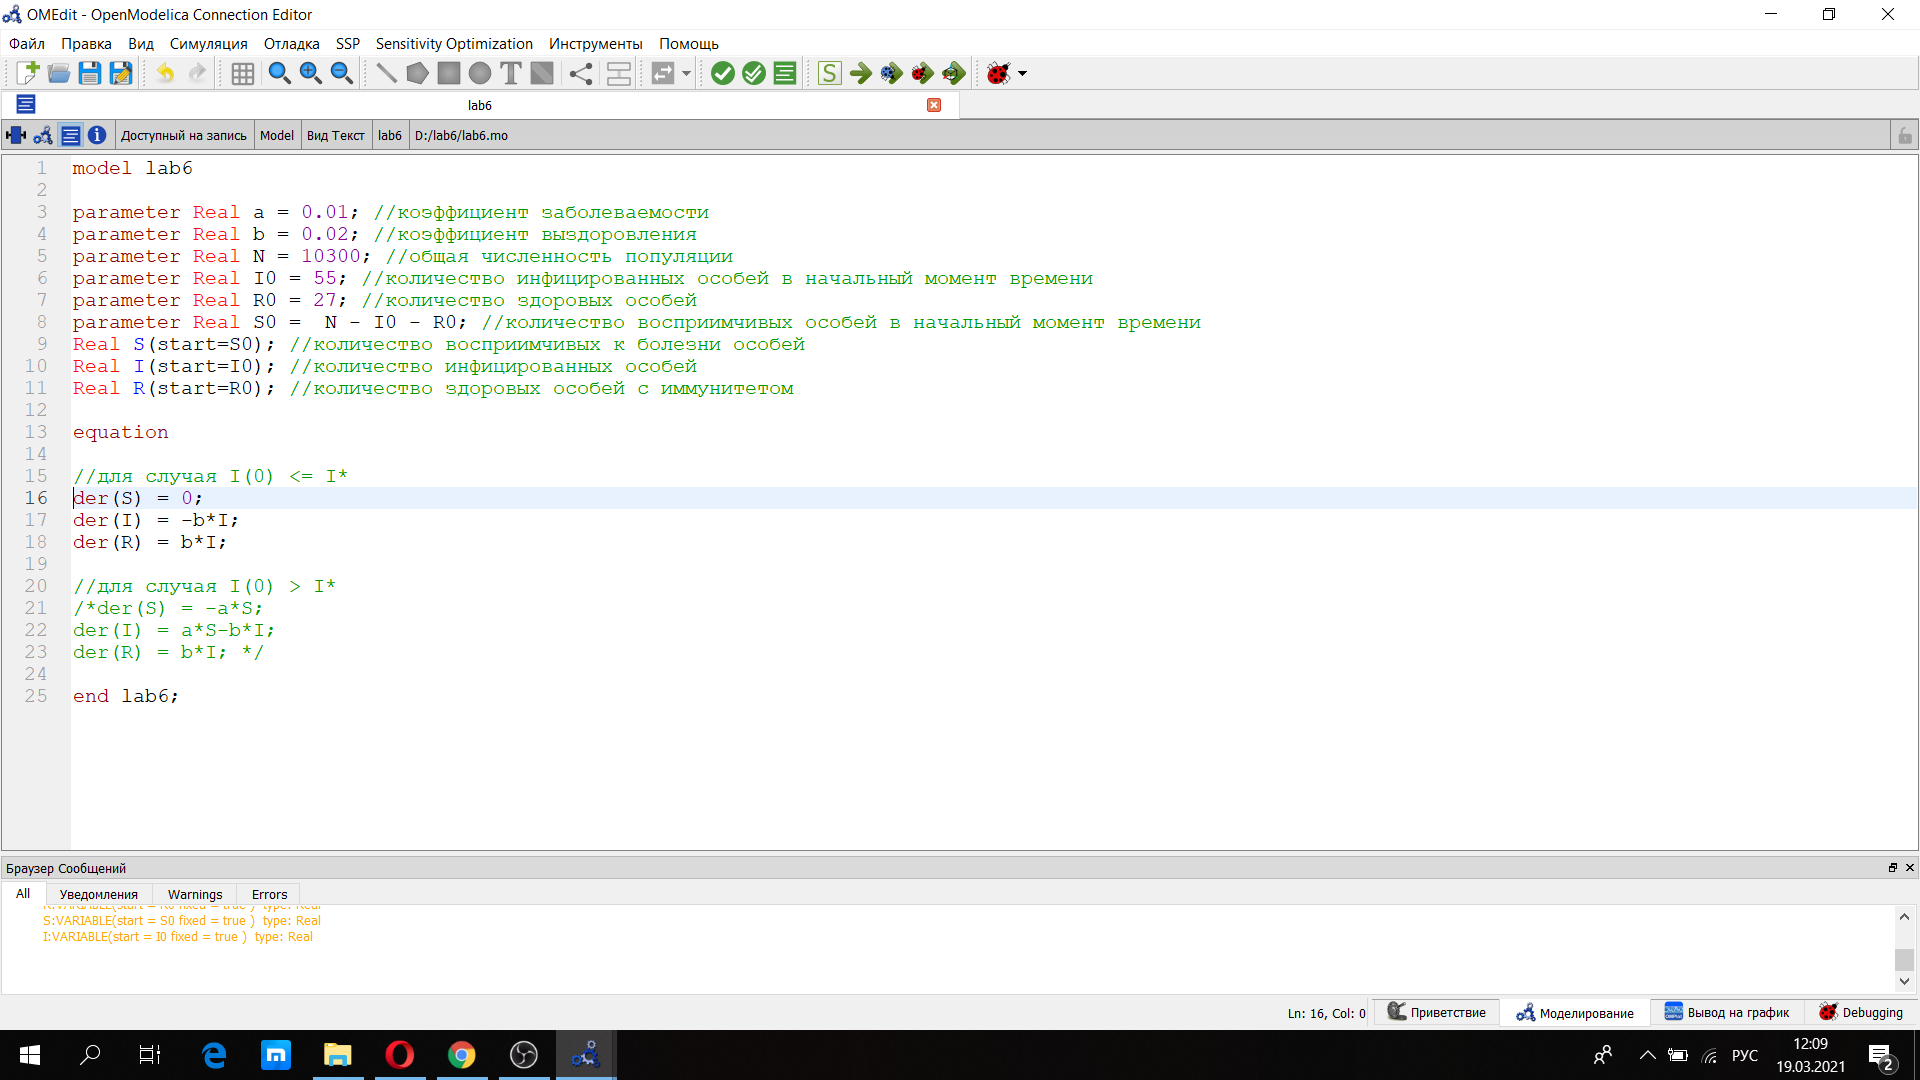 OMEdit - OpenModelica Connection Editor
Файл Правка Вид Симуляция Отладка SSP Sensitivity Optimization Инструменты Помощь
lab6
Доступный на запись Model Вид Текст lab6 D:/lab6/lab6.mo
1 model lab6
2
3 parameter Real a = 0.01; //коэффициент заболеваемости
4 parameter Real b = 0.02; //коэффициент выздоровления
5 parameter Real N = 10300; //общая численность популяции
6 parameter Real I0 = 55; //количество инфицированных особей в начальный момент времени
7 parameter Real R0 = 27; //количество здоровых особей
8 parameter Real S0 =  N - I0 - R0; //количество восприимчивых особей в начальный момент времени
9 Real S(start=S0); //количество восприимчивых к болезни особей
10 Real I(start=I0); //количество инфицированных особей
11 Real R(start=R0); //количество здоровых особей с иммунитетом
12
13 equation
14
15 //для случая I(0) <= I*
16 der(S) = 0;
17 der(I) = -b*I;
18 der(R) = b*I;
19
20 //для случая I(0) > I*
21 /*der(S) = -a*S;
22 der(I) = a*S-b*I;
23 der(R) = b*I; */
24
25 end lab6;
Браузер Сообщений
All Уведомления Warnings Errors
R:VARIABLE(start = R0 fixed = true ) type: Real
S:VARIABLE(start = S0 fixed = true ) type: Real
I:VARIABLE(start = I0 fixed = true ) type: Real
Ln: 16, Col: 0 Приветствие Моделирование Вывод на график Debugging
РУС
12:09
19.03.2021
2